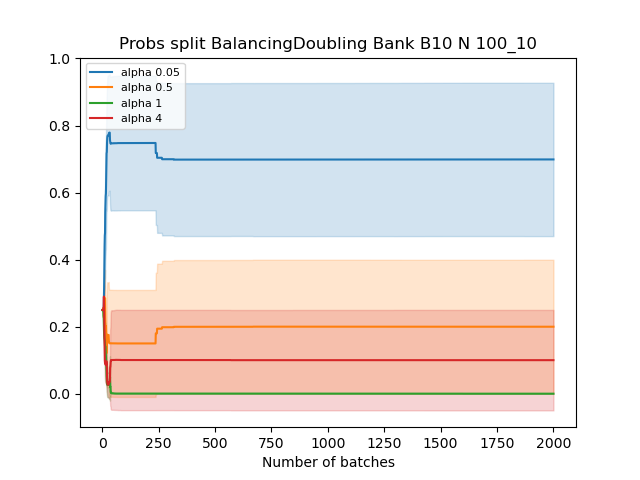 Probs split BalancingDoubling Bank B10 N 100_10
alpha 0.05
alpha 0.5
alpha 1
alpha 4
1.0
0.8
0.6
0.4
0.2
0.0
0 250 500 750 1000 1250 1500 1750 2000
Number of batches